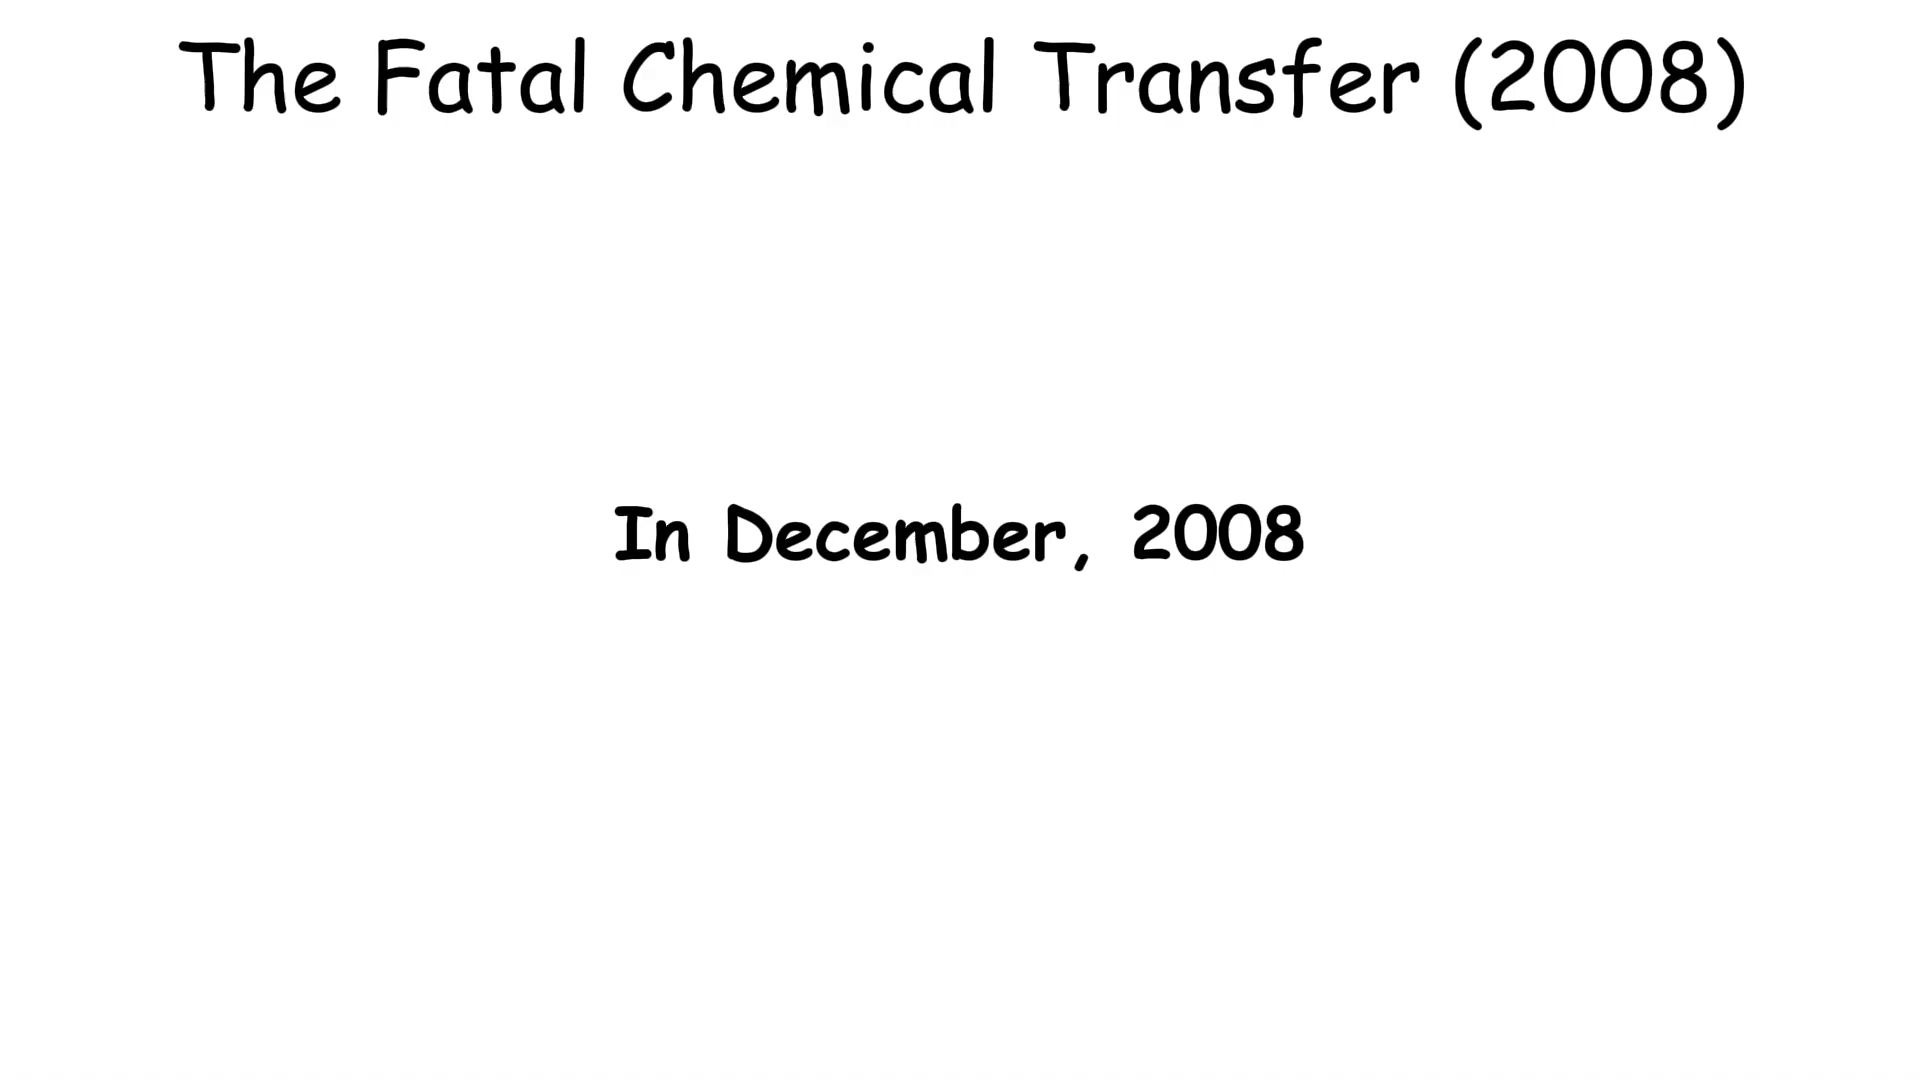 The Fatal Chemical Transfer (2008)
In December, 2008